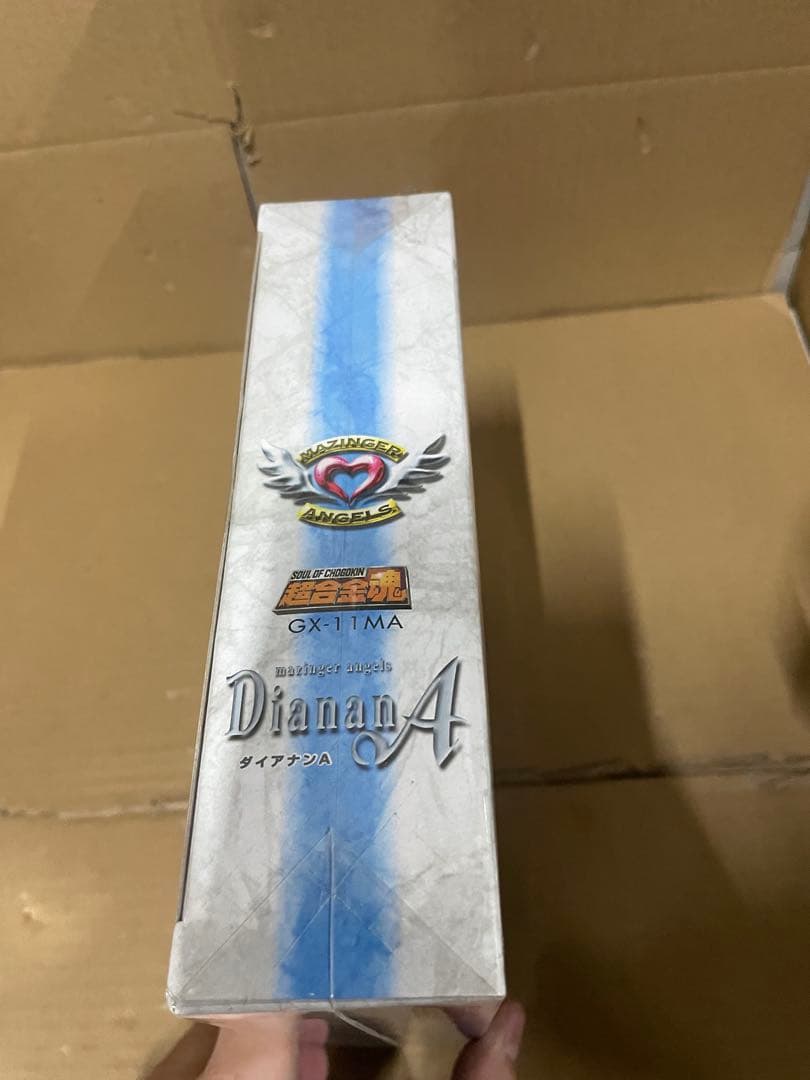 MAZINGER
ANGELS
SOUL OF CHOGOKIN
超合金魂
GX-11MA
mazinger angels
DiananA
ダイアナンA